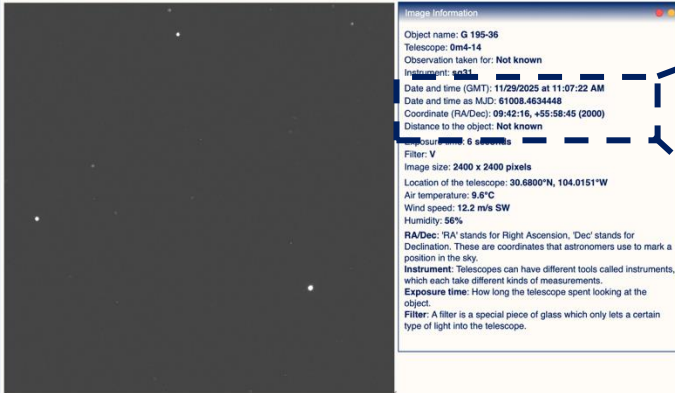 Image Information
Object name: G 195-36
Telescope: 0m4-14
Observation taken for: Not known
Instrument: sq31
Date and time (GMT): 11/29/2025 at 11:07:22 AM
Date and time as MJD: 61008.4634448
Coordinate (RA/Dec): 09:42:16, +55:58:45 (2000)
Distance to the object: Not known
Exposure time: 6 seconds
Filter: V
Image size: 2400 x 2400 pixels
Location of the telescope: 30.6800°N, 104.0151°W
Air temperature: 9.6°C
Wind speed: 12.2 m/s SW
Humidity: 56%
RA/Dec: 'RA' stands for Right Ascension, 'Dec' stands for
Declination. These are coordinates that astronomers use to mark a
position in the sky.
Instrument: Telescopes can have different tools called instruments,
which each take different kinds of measurements.
Exposure time: How long the telescope spent looking at the
object.
Filter: A filter is a special piece of glass which only lets a certain
type of light into the telescope.